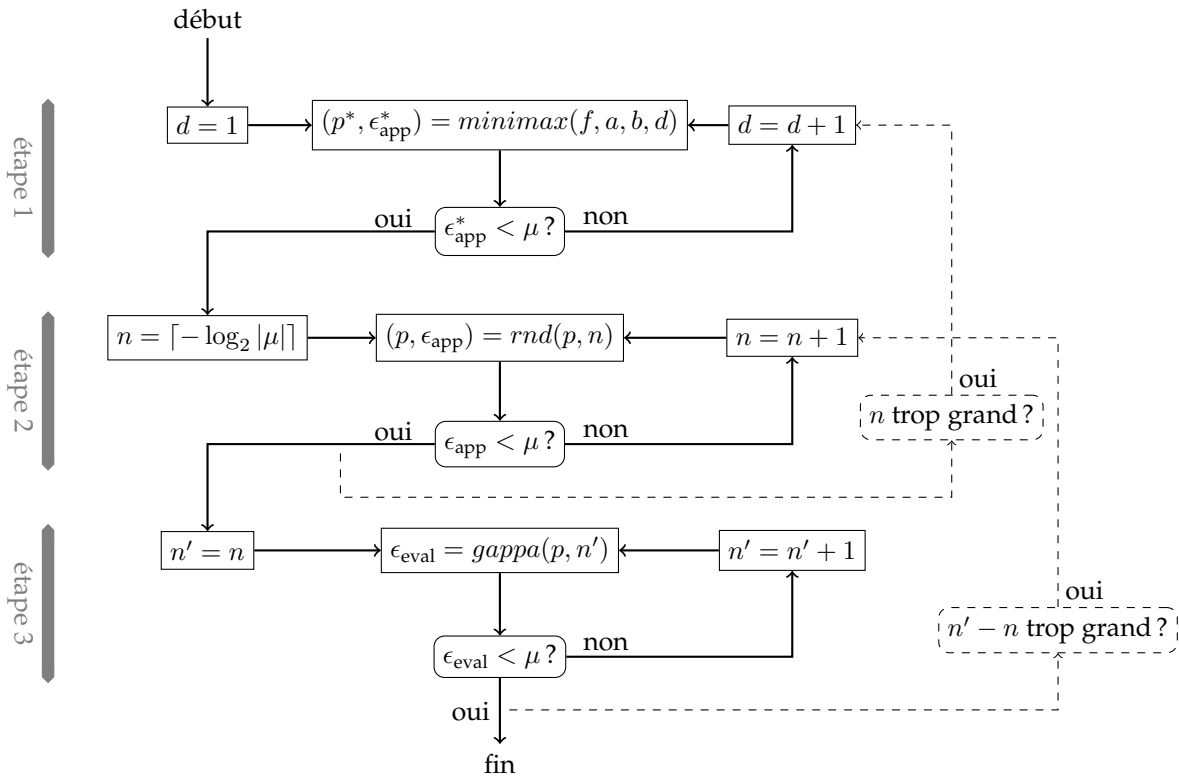 début
étape 1
d = 1
(p*, ϵ*app) = minimax(f, a, b, d)
d = d + 1
oui
ϵ*app < μ ?
non
étape 2
n = ⌈− log₂ |μ|⌉
(p, ϵapp) = rnd(p, n)
n = n + 1
oui
n trop grand ?
oui
ϵapp < μ ?
non
étape 3
n′ = n
ϵeval = gappa(p, n′)
n′ = n′ + 1
oui
n′ − n trop grand ?
ϵeval < μ ?
non
oui
fin